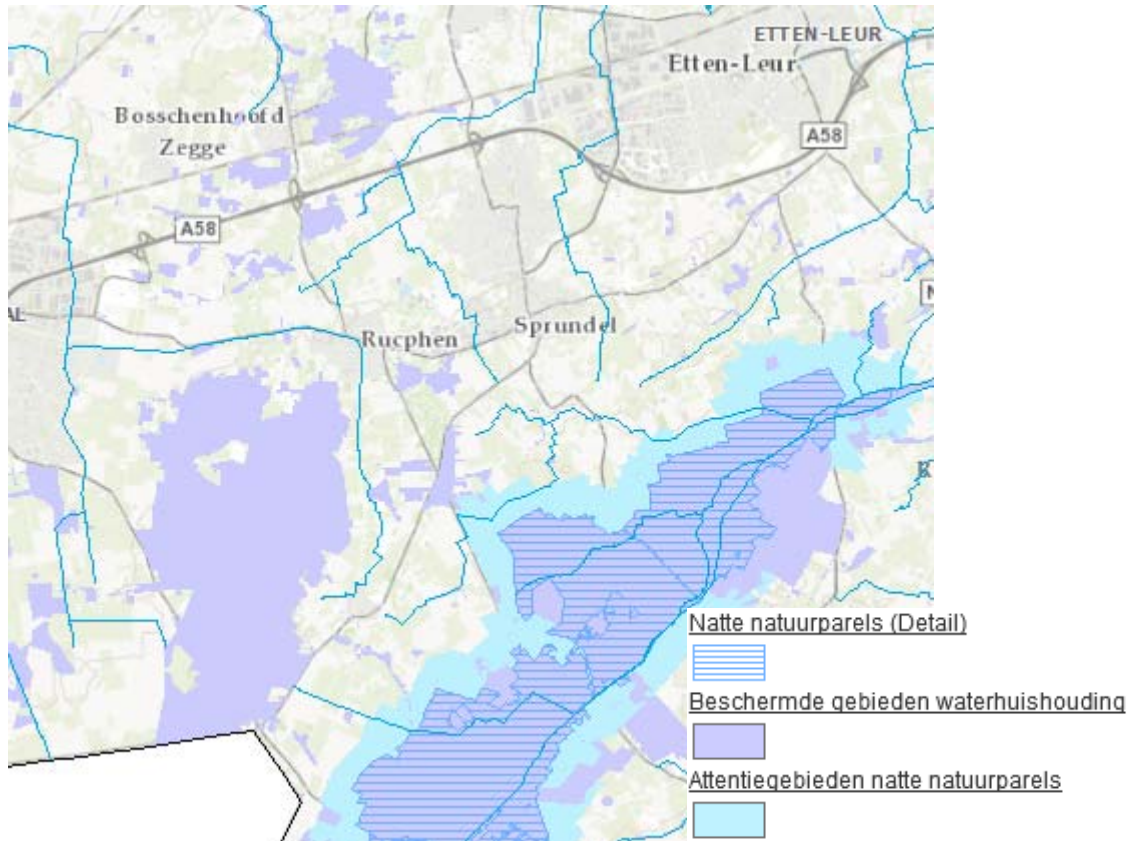 ETTEN-LEUR
Etten-Leur
Bosschenhoofd
Zegge
A58
A58
AL
N
Rucphen
Sprundel
R
Natte natuurparels (Detail)
Beschermde gebieden waterhuishouding
Attentiegebieden natte natuurparels